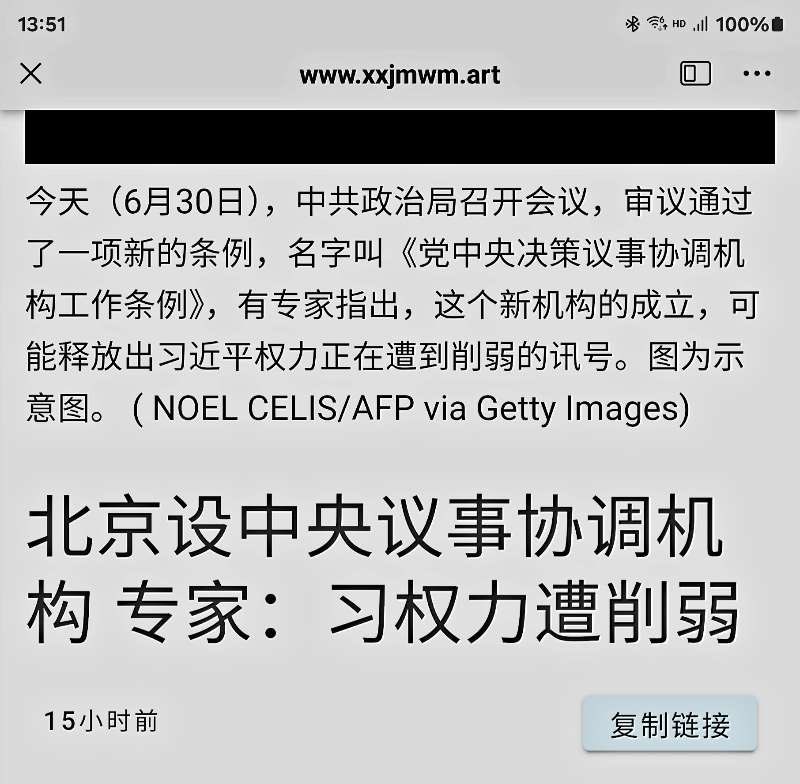 13:51
HD
100%
www.xxjmwm.art
今天（6月30日），中共政治局召开会议，审议通过
了一项新的条例，名字叫《党中央决策议事协调机
构工作条例》，有专家指出，这个新机构的成立，可
能释放出习近平权力正在遭到削弱的讯号。图为示
意图。 ( NOEL CELIS/AFP via Getty Images)
北京设中央议事协调机
构 专家：习权力遭削弱
15小时前
复制链接